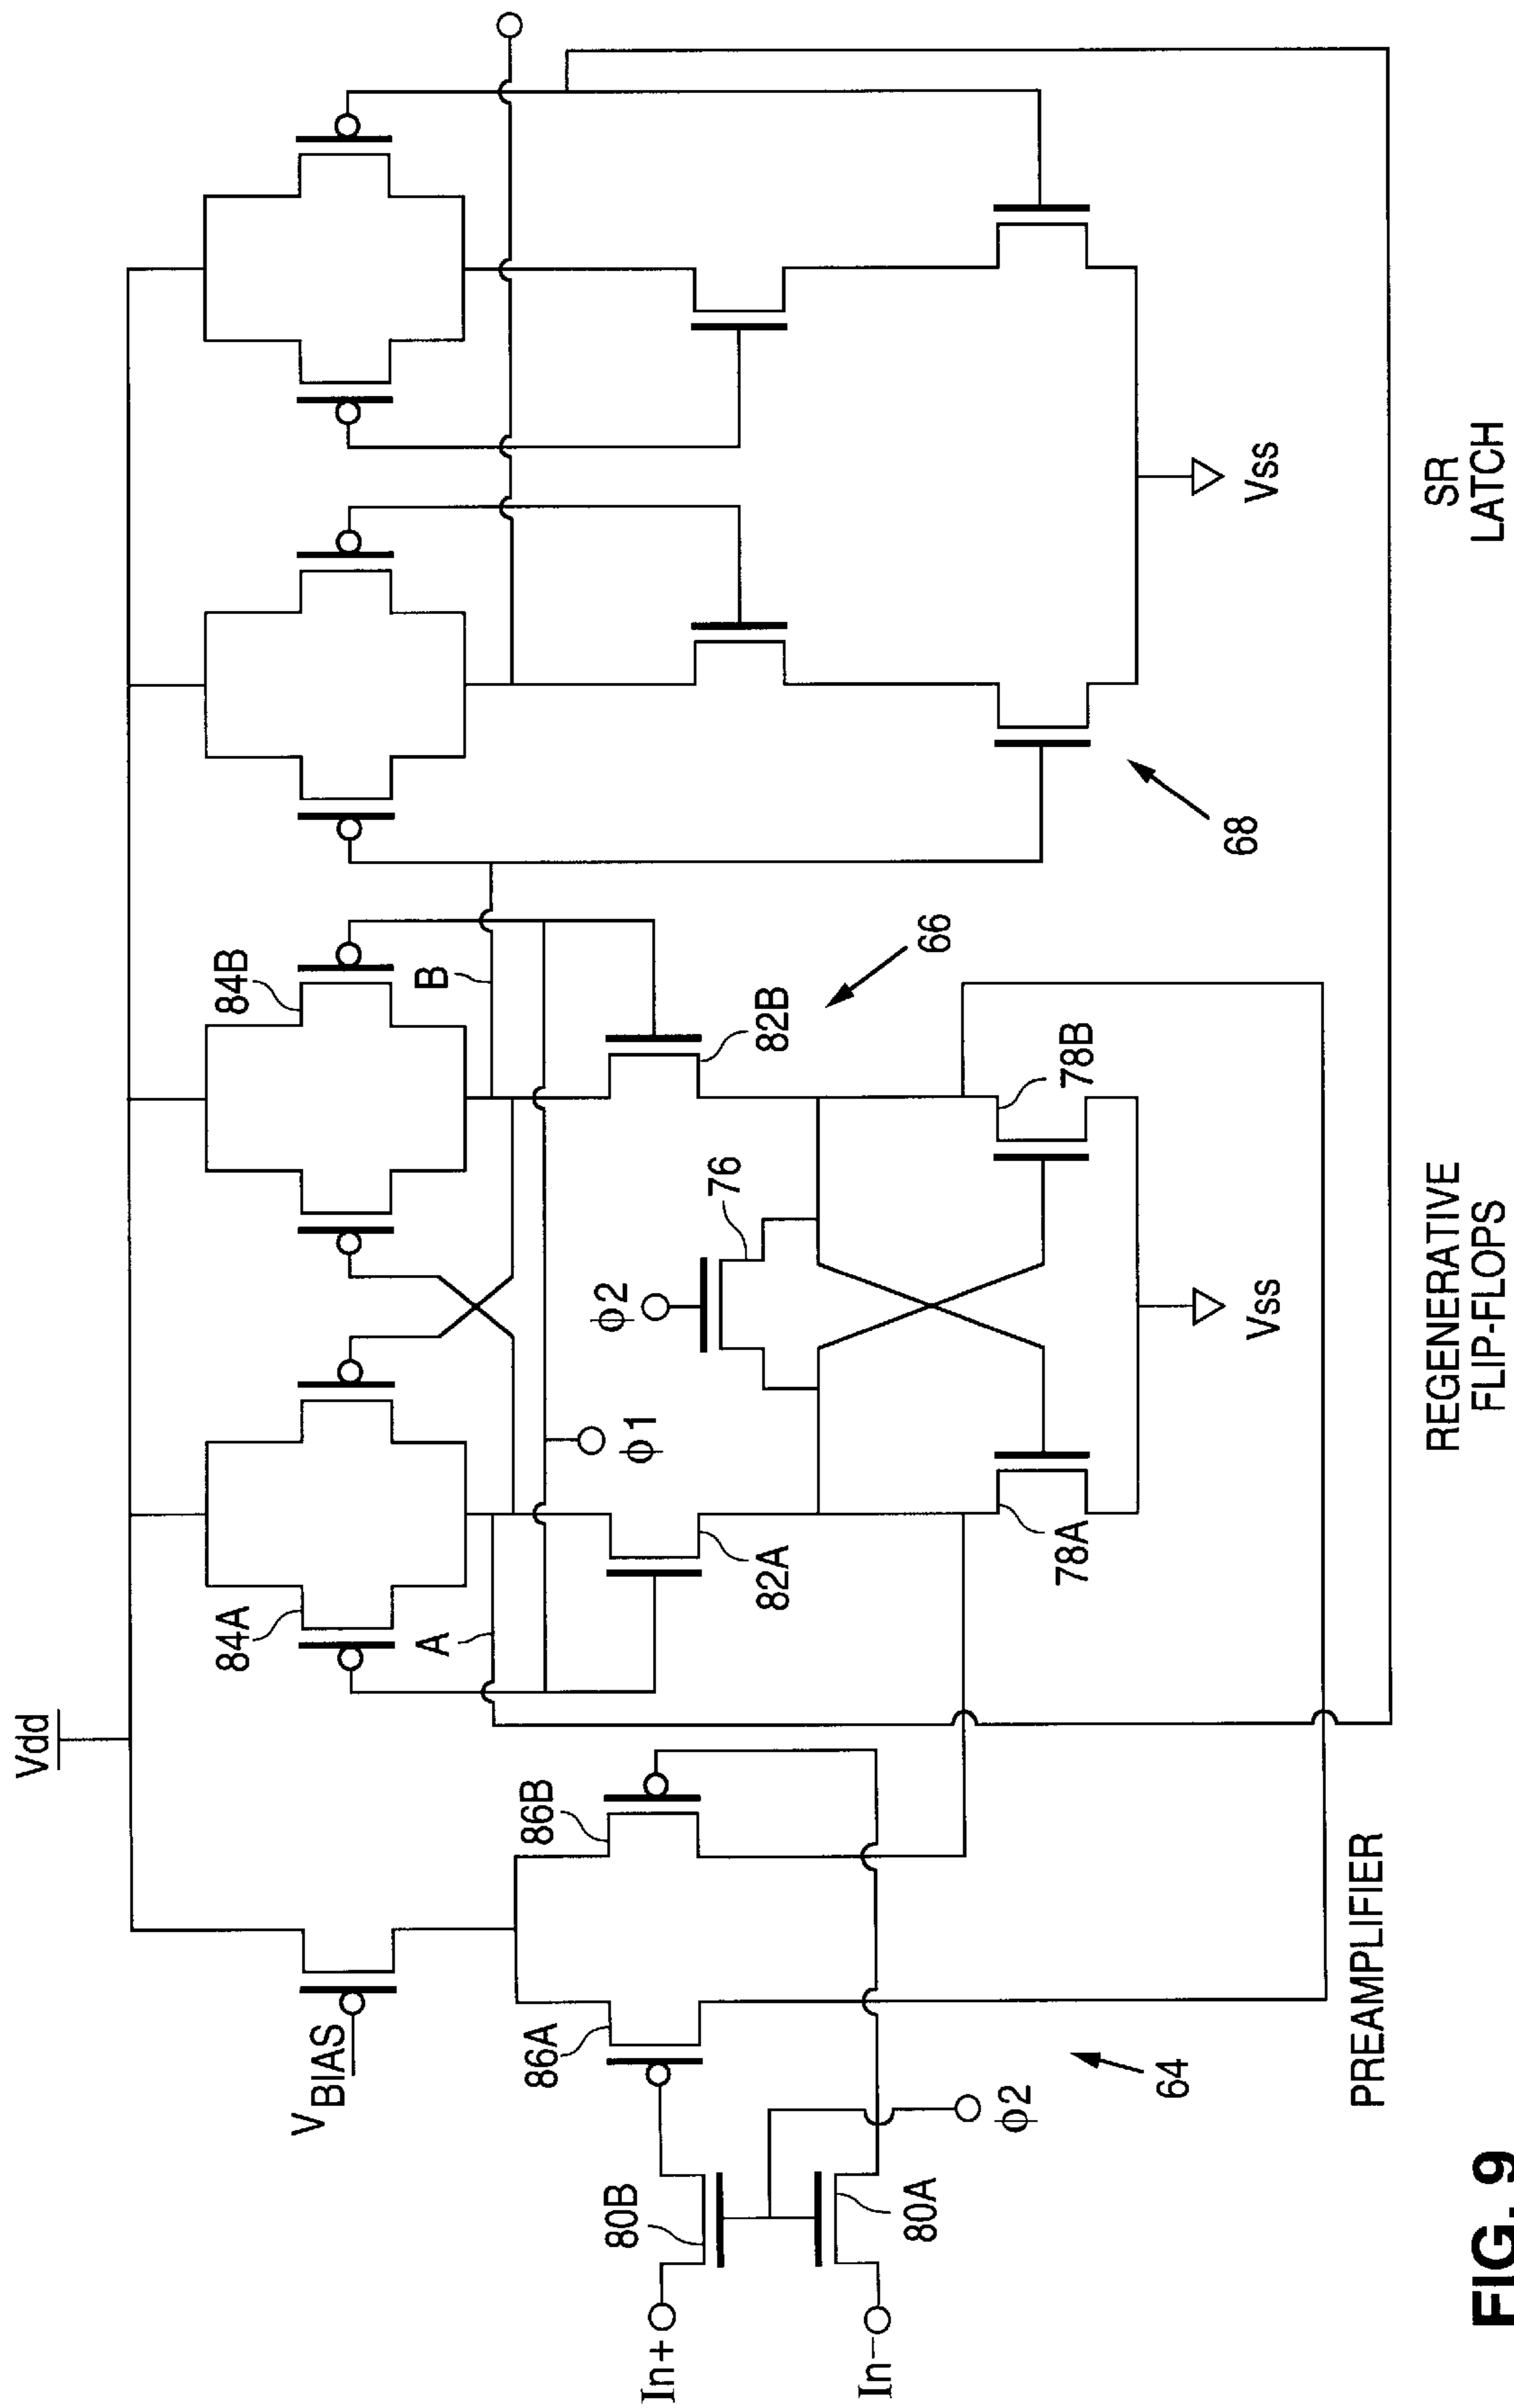 Vdd
V BIAS
84A
84B
A
B
86A
86B
ϕ1
ϕ2
76
82A
82B
66
80B
80A
In+
In−
ϕ2
64
78A
78B
68
Vss
Vss
PREAMPLIFIER
REGENERATIVE
FLIP-FLOPS
SR
LATCH
FIG. 9